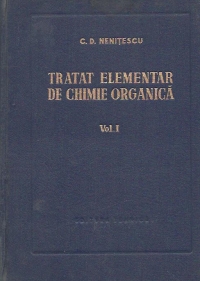 C. D. NENIȚESCU
TRATAT ELEMENTAR
DE CHIMIE ORGANICĂ
Vol. I